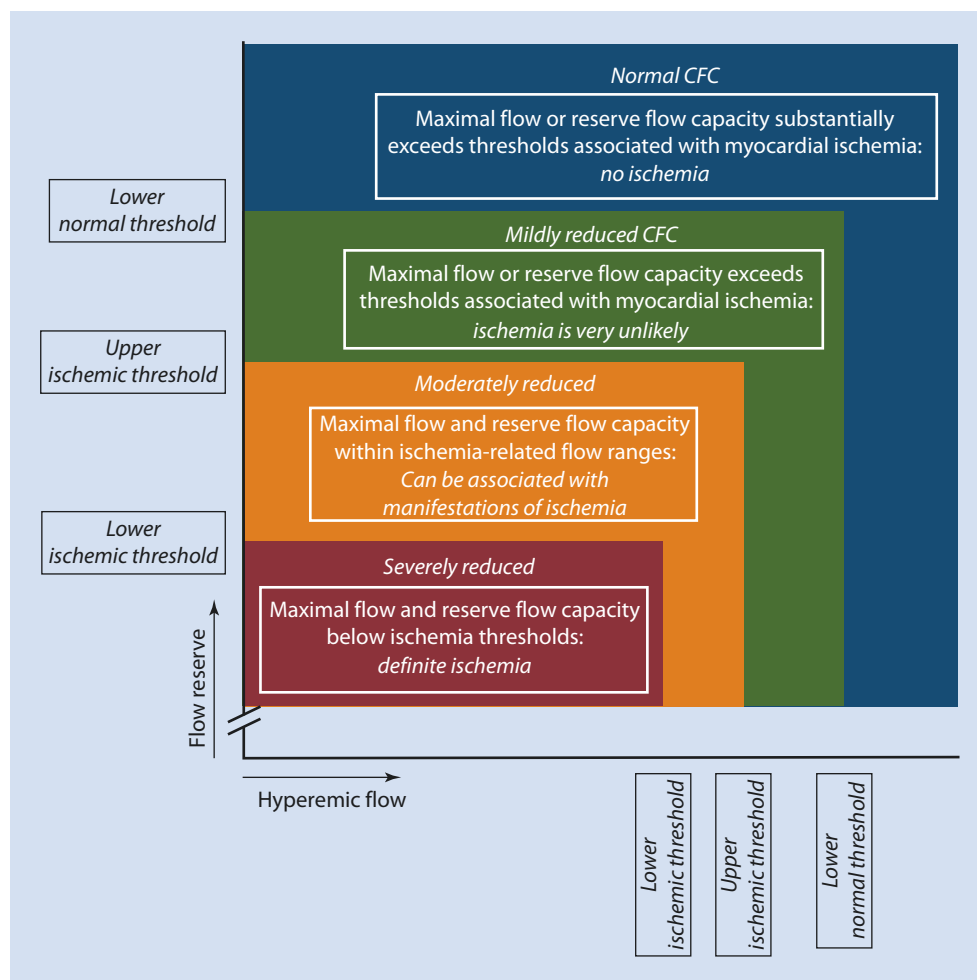 Normal CFC
Maximal flow or reserve flow capacity substantially
exceeds thresholds associated with myocardial ischemia:
no ischemia
Lower
normal threshold
Mildly reduced CFC
Maximal flow or reserve flow capacity exceeds
thresholds associated with myocardial ischemia:
ischemia is very unlikely
Upper
ischemic threshold
Moderately reduced
Maximal flow and reserve flow capacity
within ischemia-related flow ranges:
Can be associated with
manifestations of ischemia
Lower
ischemic threshold
Severely reduced
Maximal flow and reserve flow capacity
below ischemia thresholds:
definite ischemia
Flow reserve
Hyperemic flow
Lower
ischemic threshold
Upper
ischemic threshold
Lower
normal threshold